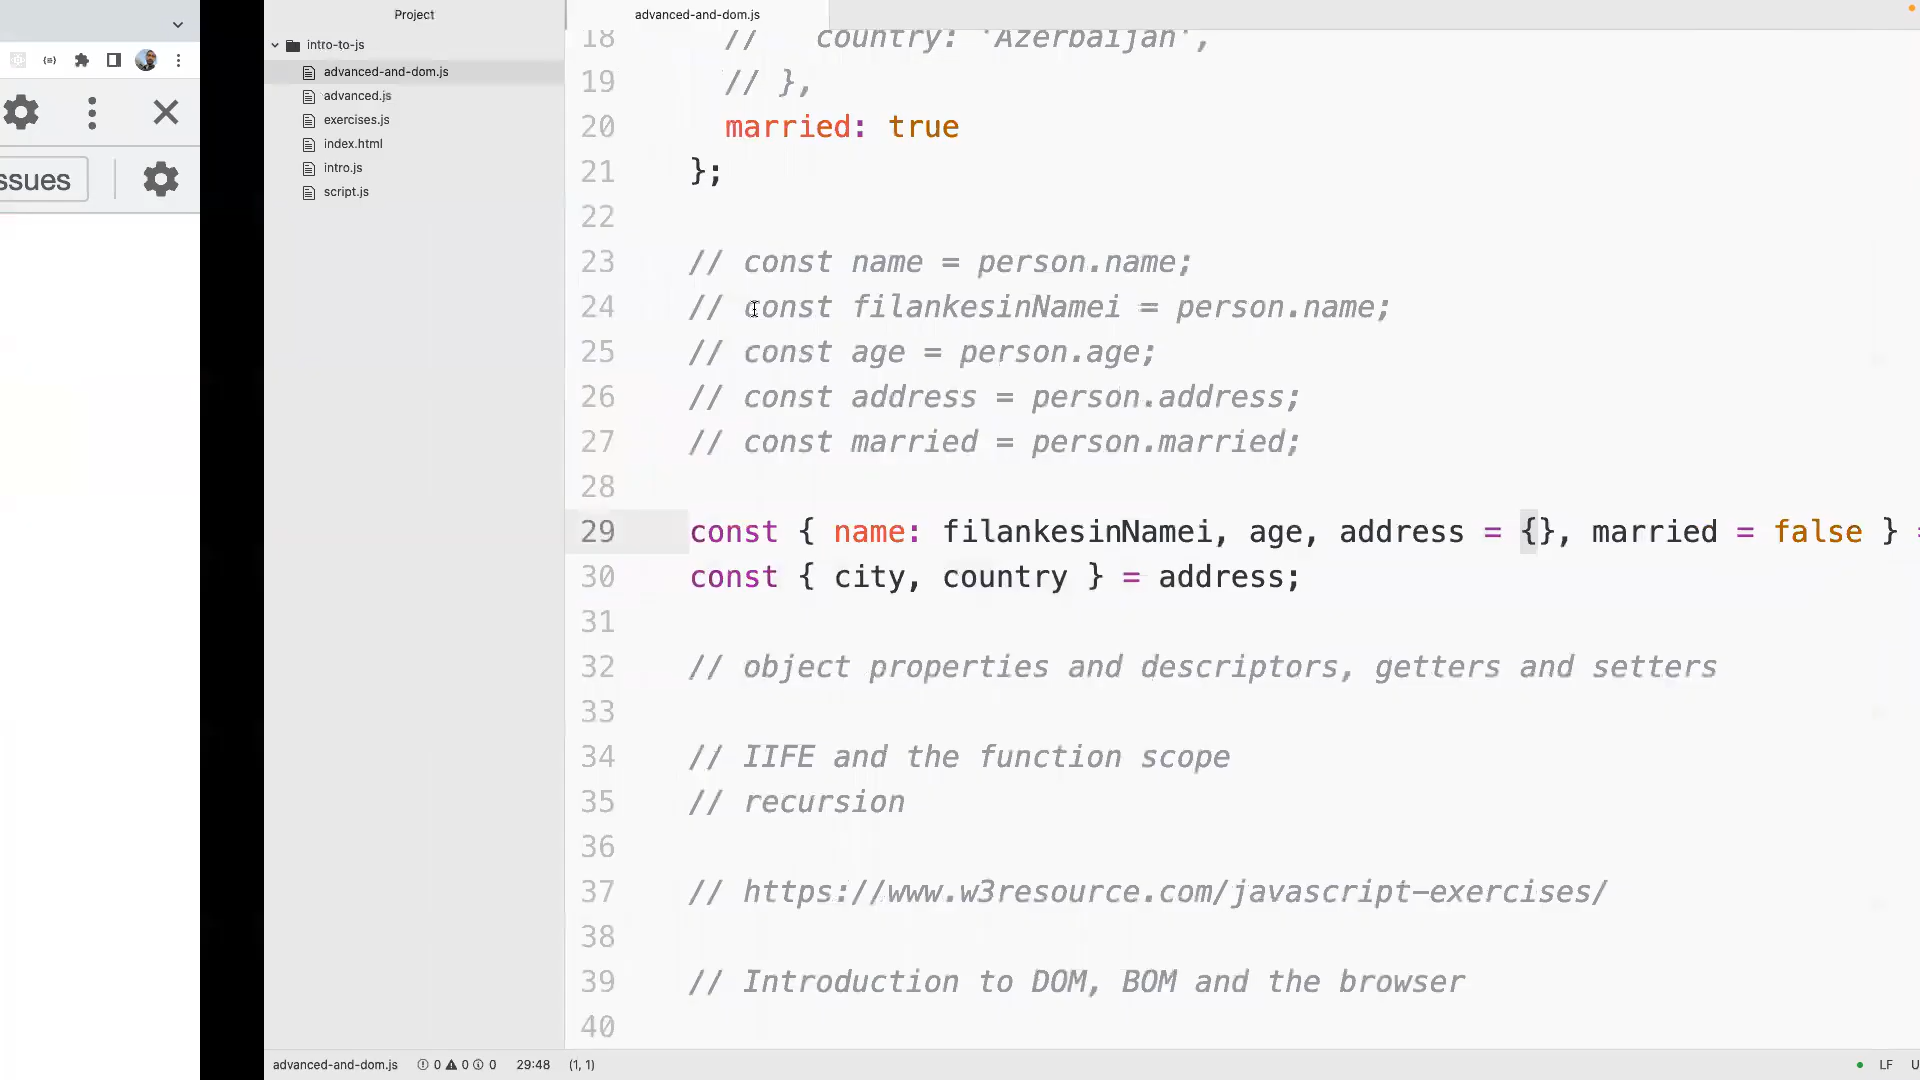 ssues
Project
intro-to-js
advanced-and-dom.js
advanced.js
exercises.js
index.html
intro.js
script.js
advanced-and-dom.js
18 // country: 'Azerbaijan',
19 // },
20 married: true
21 };
22
23 // const name = person.name;
24 // const filankesinNamei = person.name;
25 // const age = person.age;
26 // const address = person.address;
27 // const married = person.married;
28
29 const { name: filankesinNamei, age, address = {}, married = false } =
30 const { city, country } = address;
31
32 // object properties and descriptors, getters and setters
33
34 // IIFE and the function scope
35 // recursion
36
37 // https://www.w3resource.com/javascript-exercises/
38
39 // Introduction to DOM, BOM and the browser
40
advanced-and-dom.js 0 0 0 29:48 (1, 1)
LF U